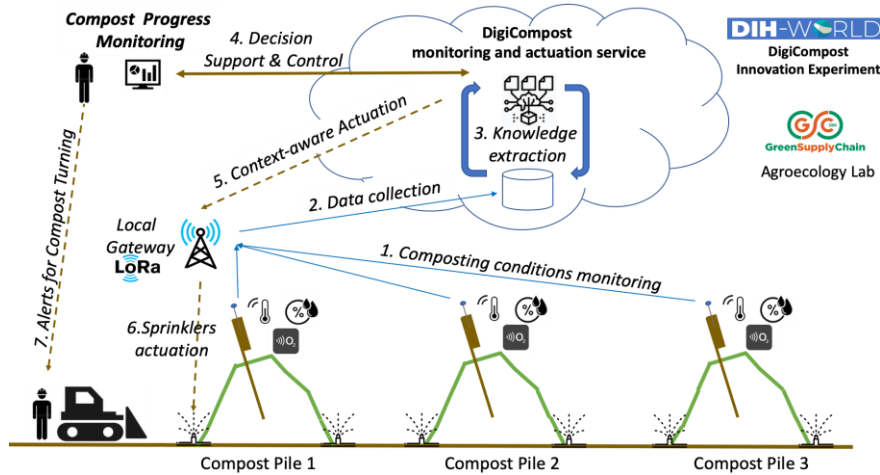 Compost Progress
Monitoring
4. Decision
Support & Control
DigiCompost
monitoring and actuation service
DIH-WORLD
DigiCompost
Innovation Experiment
GSC
GreenSupplyChain
Agroecology Lab
3. Knowledge
extraction
5. Context-aware Actuation
2. Data collection
Local
Gateway
LoRa
1. Composting conditions monitoring
7. Alerts for Compost Turning
6.Sprinklers
actuation
%
O2
%
O2
%
O2
Compost Pile 1
Compost Pile 2
Compost Pile 3